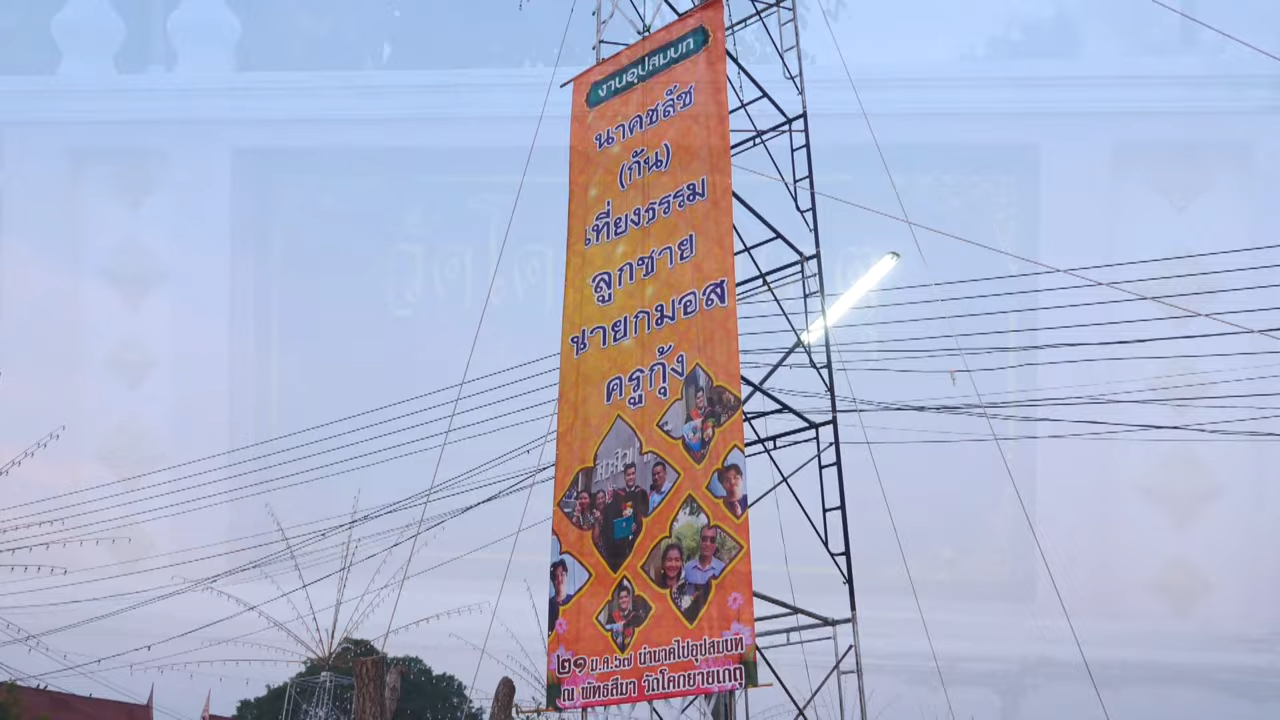 งานอุปสมบท
นาคชลัช
(กัน)
เที่ยงธรรม
ลูกชาย
นายกมอส
ครูกุ้ง
๒๑ ม.ค.๖๗ นำนาคไปอุปสมบท
ณ พัทธสีมา วัดโคกยายเกตุ